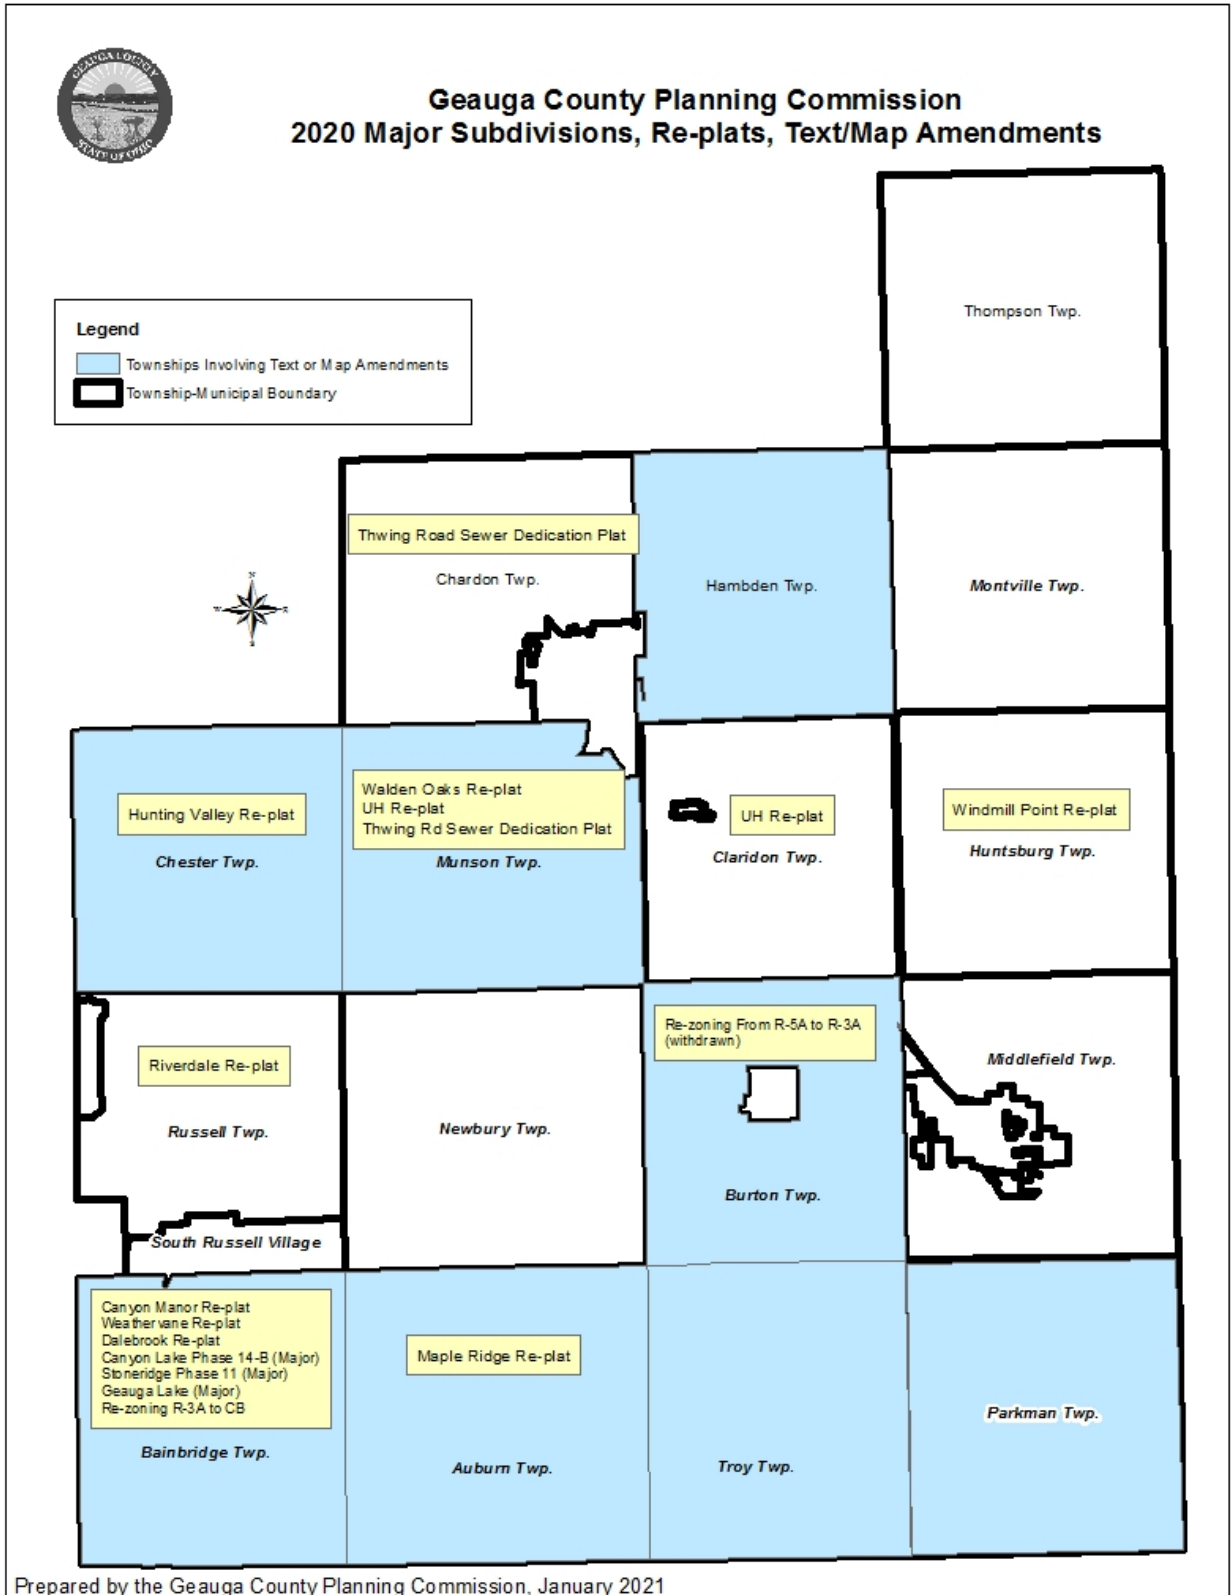 GEAUGA COUNTY
STATE OF OHIO
Geauga County Planning Commission
2020 Major Subdivisions, Re-plats, Text/Map Amendments
Thompson Twp.
Legend
Townships Involving Text or Map Amendments
Township-Municipal Boundary
Thwing Road Sewer Dedication Plat
Chardon Twp.
Hambden Twp.
Montville Twp.
N
W
E
S
Hunting Valley Re-plat
Chester Twp.
Walden Oaks Re-plat
UH Re-plat
Thwing Rd Sewer Dedication Plat
Munson Twp.
UH Re-plat
Claridon Twp.
Windmill Point Re-plat
Huntsburg Twp.
Riverdale Re-plat
Russell Twp.
Newbury Twp.
Re-zoning From R-5A to R-3A
(withdrawn)
Burton Twp.
Middlefield Twp.
South Russell Village
Canyon Manor Re-plat
Weathervane Re-plat
Dalebrook Re-plat
Canyon Lake Phase 14-B (Major)
Stoneridge Phase 11 (Major)
Geauga Lake (Major)
Re-zoning R-3A to CB
Bainbridge Twp.
Maple Ridge Re-plat
Auburn Twp.
Troy Twp.
Parkman Twp.
Prepared by the Geauga County Planning Commission, January 2021